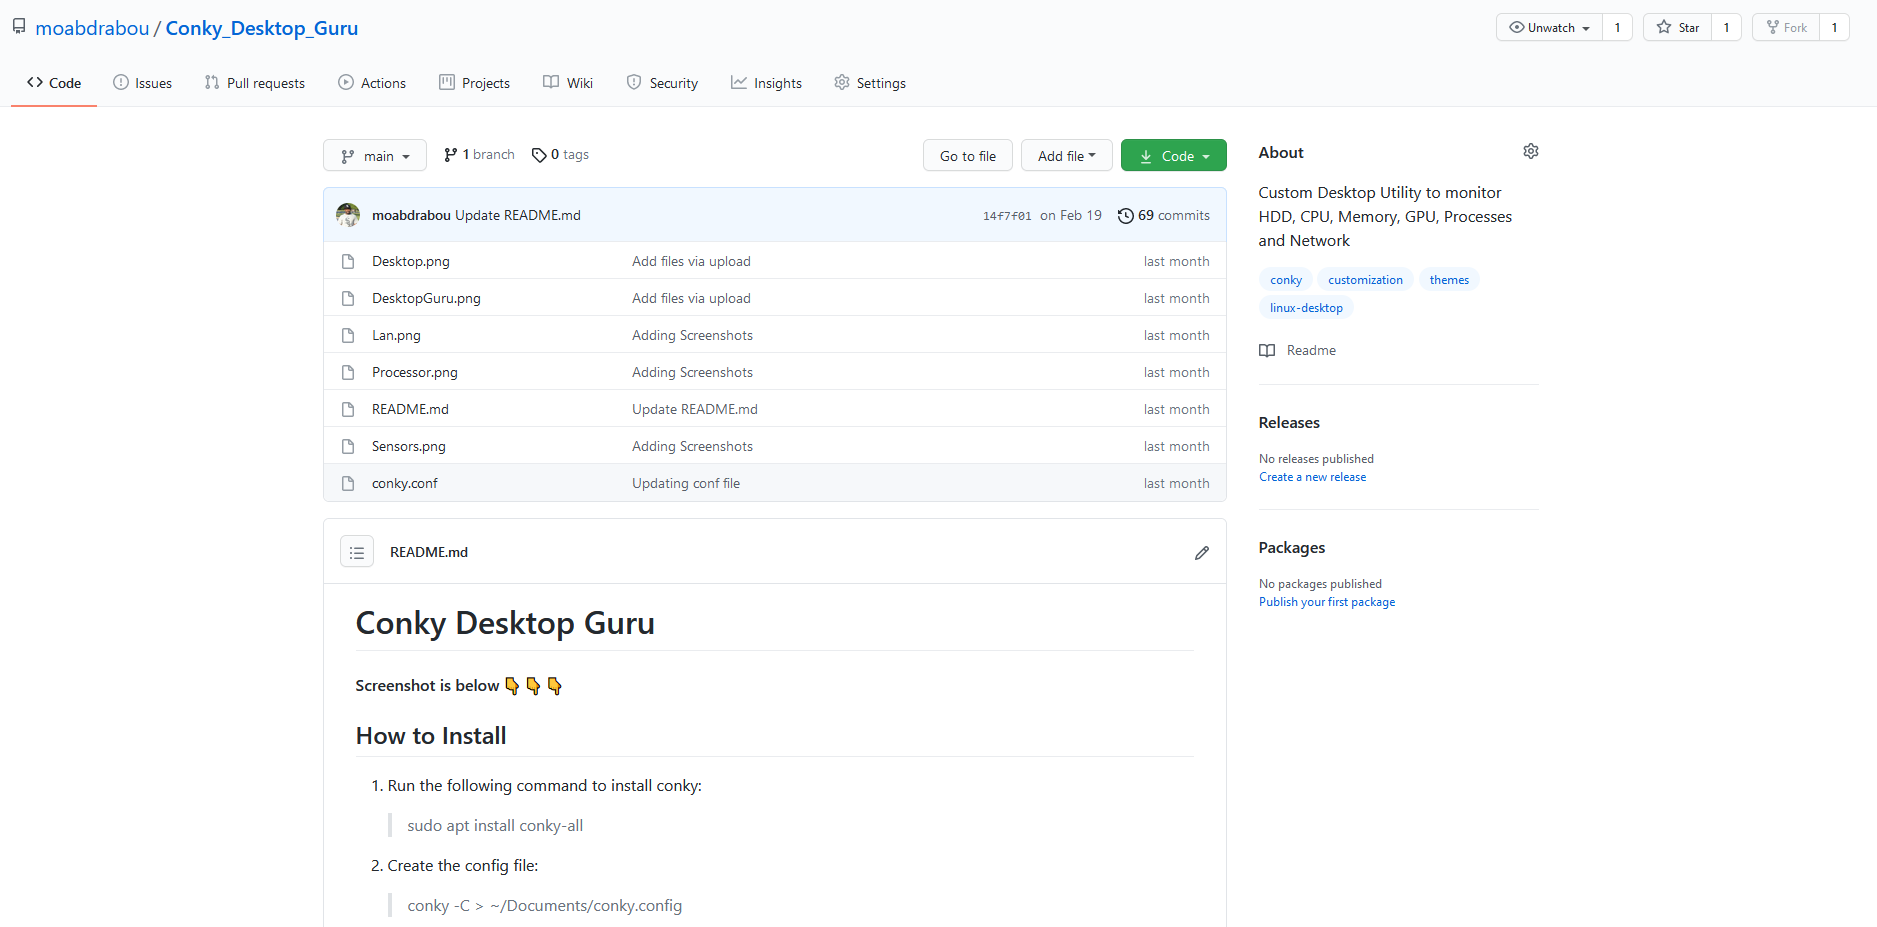 moabdrabou / Conky_Desktop_Guru
Unwatch 1 Star 1 Fork 1
Code Issues Pull requests Actions Projects Wiki Security Insights Settings
main 1 branch 0 tags Go to file Add file Code
moabdrabou Update README.md 14f7f01 on Feb 19 69 commits
Desktop.png Add files via upload last month
DesktopGuru.png Add files via upload last month
Lan.png Adding Screenshots last month
Processor.png Adding Screenshots last month
README.md Update README.md last month
Sensors.png Adding Screenshots last month
conky.conf Updating conf file last month
README.md
Conky Desktop Guru
Screenshot is below 👇 👇 👇
How to Install
1. Run the following command to install conky:
sudo apt install conky-all
2. Create the config file:
conky -C > ~/Documents/conky.config
About
Custom Desktop Utility to monitor
HDD, CPU, Memory, GPU, Processes
and Network
conky customization themes
linux-desktop
Readme
Releases
No releases published
Create a new release
Packages
No packages published
Publish your first package